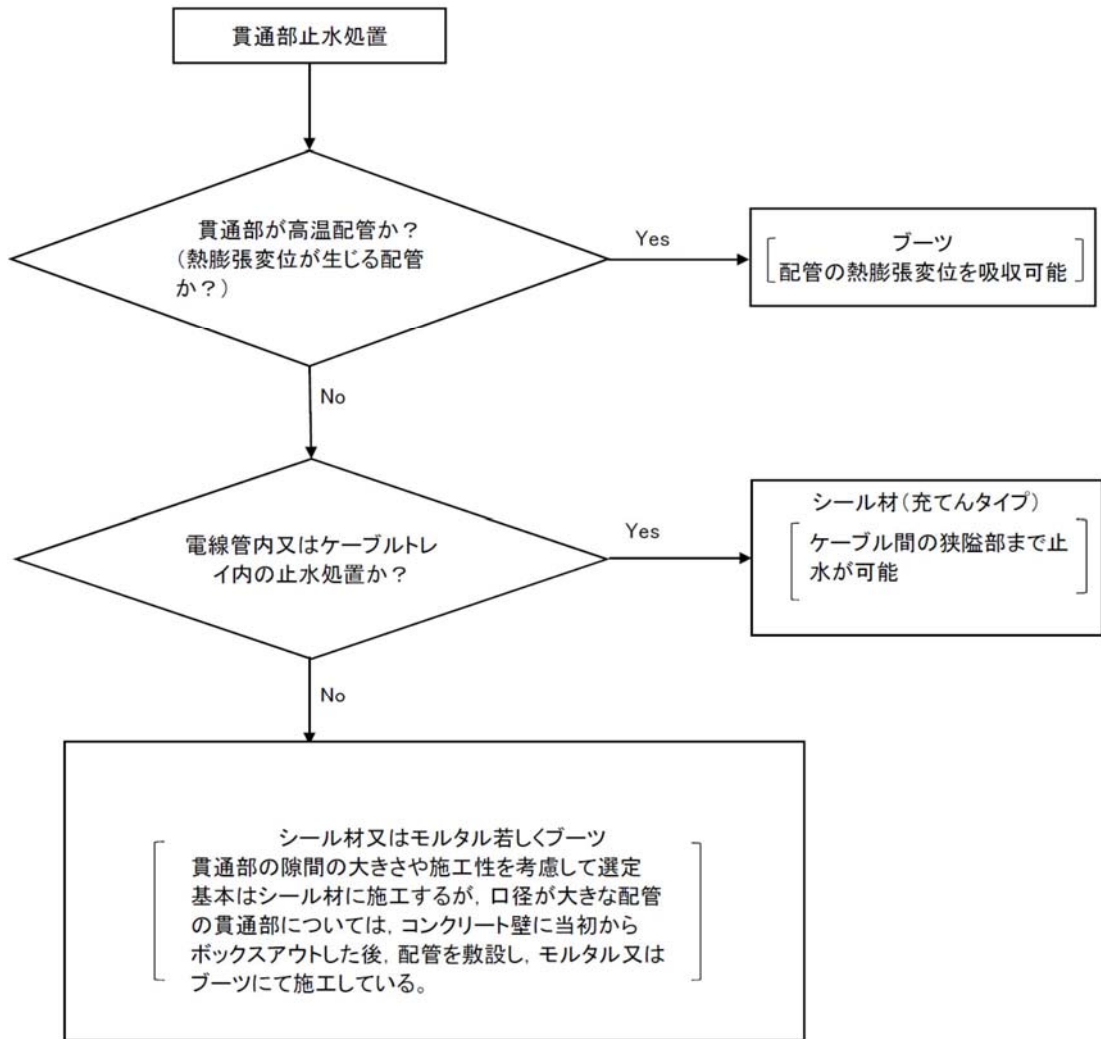 貫通部止水処置
貫通部が高温配管か？
（熱膨張変位が生じる配管
か？）
Yes
ブーツ
配管の熱膨張変位を吸収可能
No
電線管内又はケーブルトレ
イ内の止水処置か？
Yes
シール材（充てんタイプ）
ケーブル間の狭隘部まで止
水が可能
No
シール材又はモルタル若しくブーツ
貫通部の隙間の大きさや施工性を考慮して選定
基本はシール材に施工するが，口径が大きな配管
の貫通部については，コンクリート壁に当初から
ボックスアウトした後，配管を敷設し，モルタル又は
ブーツにて施工している。